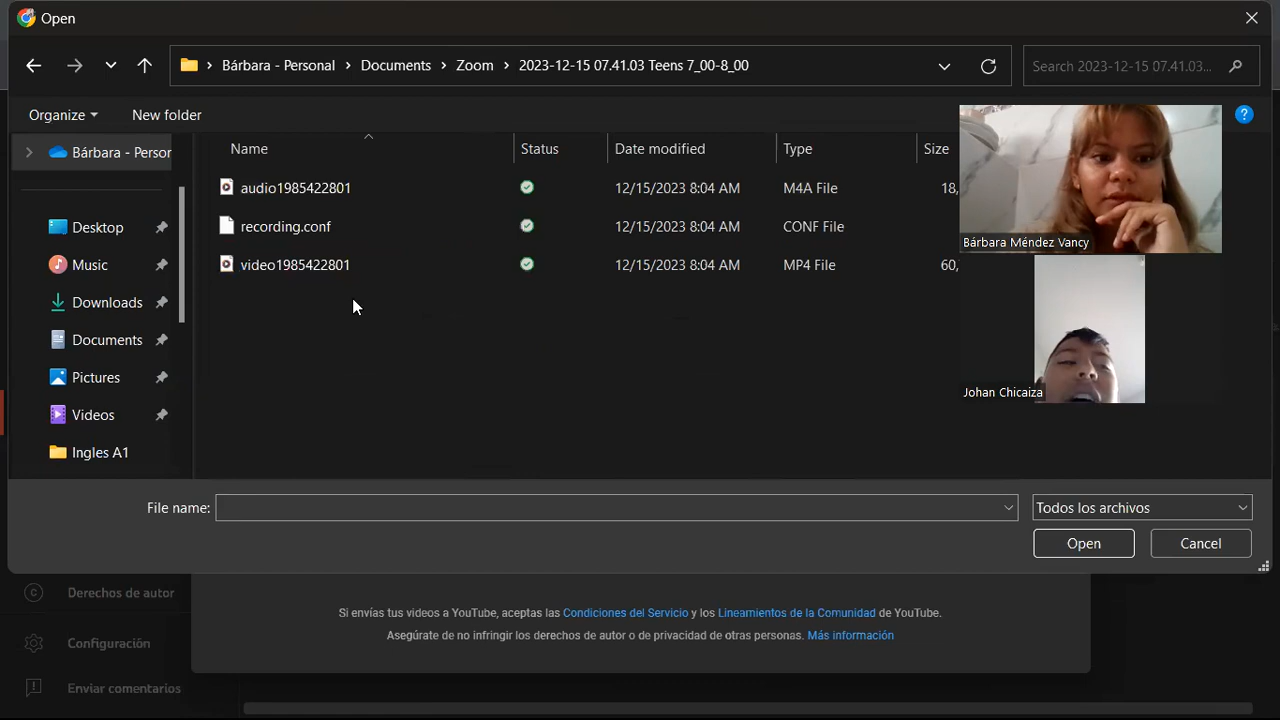 Open
Bárbara - Personal > Documents > Zoom > 2023-12-15 07.41.03 Teens 7_00-8_00
Search 2023-12-15 07.41.03...
Organize
New folder
?
Bárbara - Person
Name
Status
Date modified
Type
Size
audio1985422801
12/15/2023 8:04 AM
M4A File
18,
recording.conf
12/15/2023 8:04 AM
CONF File
video1985422801
12/15/2023 8:04 AM
MP4 File
60,
Desktop
Music
Downloads
Documents
Pictures
Videos
Ingles A1
Bárbara Méndez Vancy
Johan Chicaiza
File name:
Todos los archivos
Open
Cancel
Derechos de autor
Configuración
Enviar comentarios
Si envías tus videos a YouTube, aceptas las Condiciones del Servicio y los Lineamientos de la Comunidad de YouTube.
Asegúrate de no infringir los derechos de autor o de privacidad de otras personas. Más información